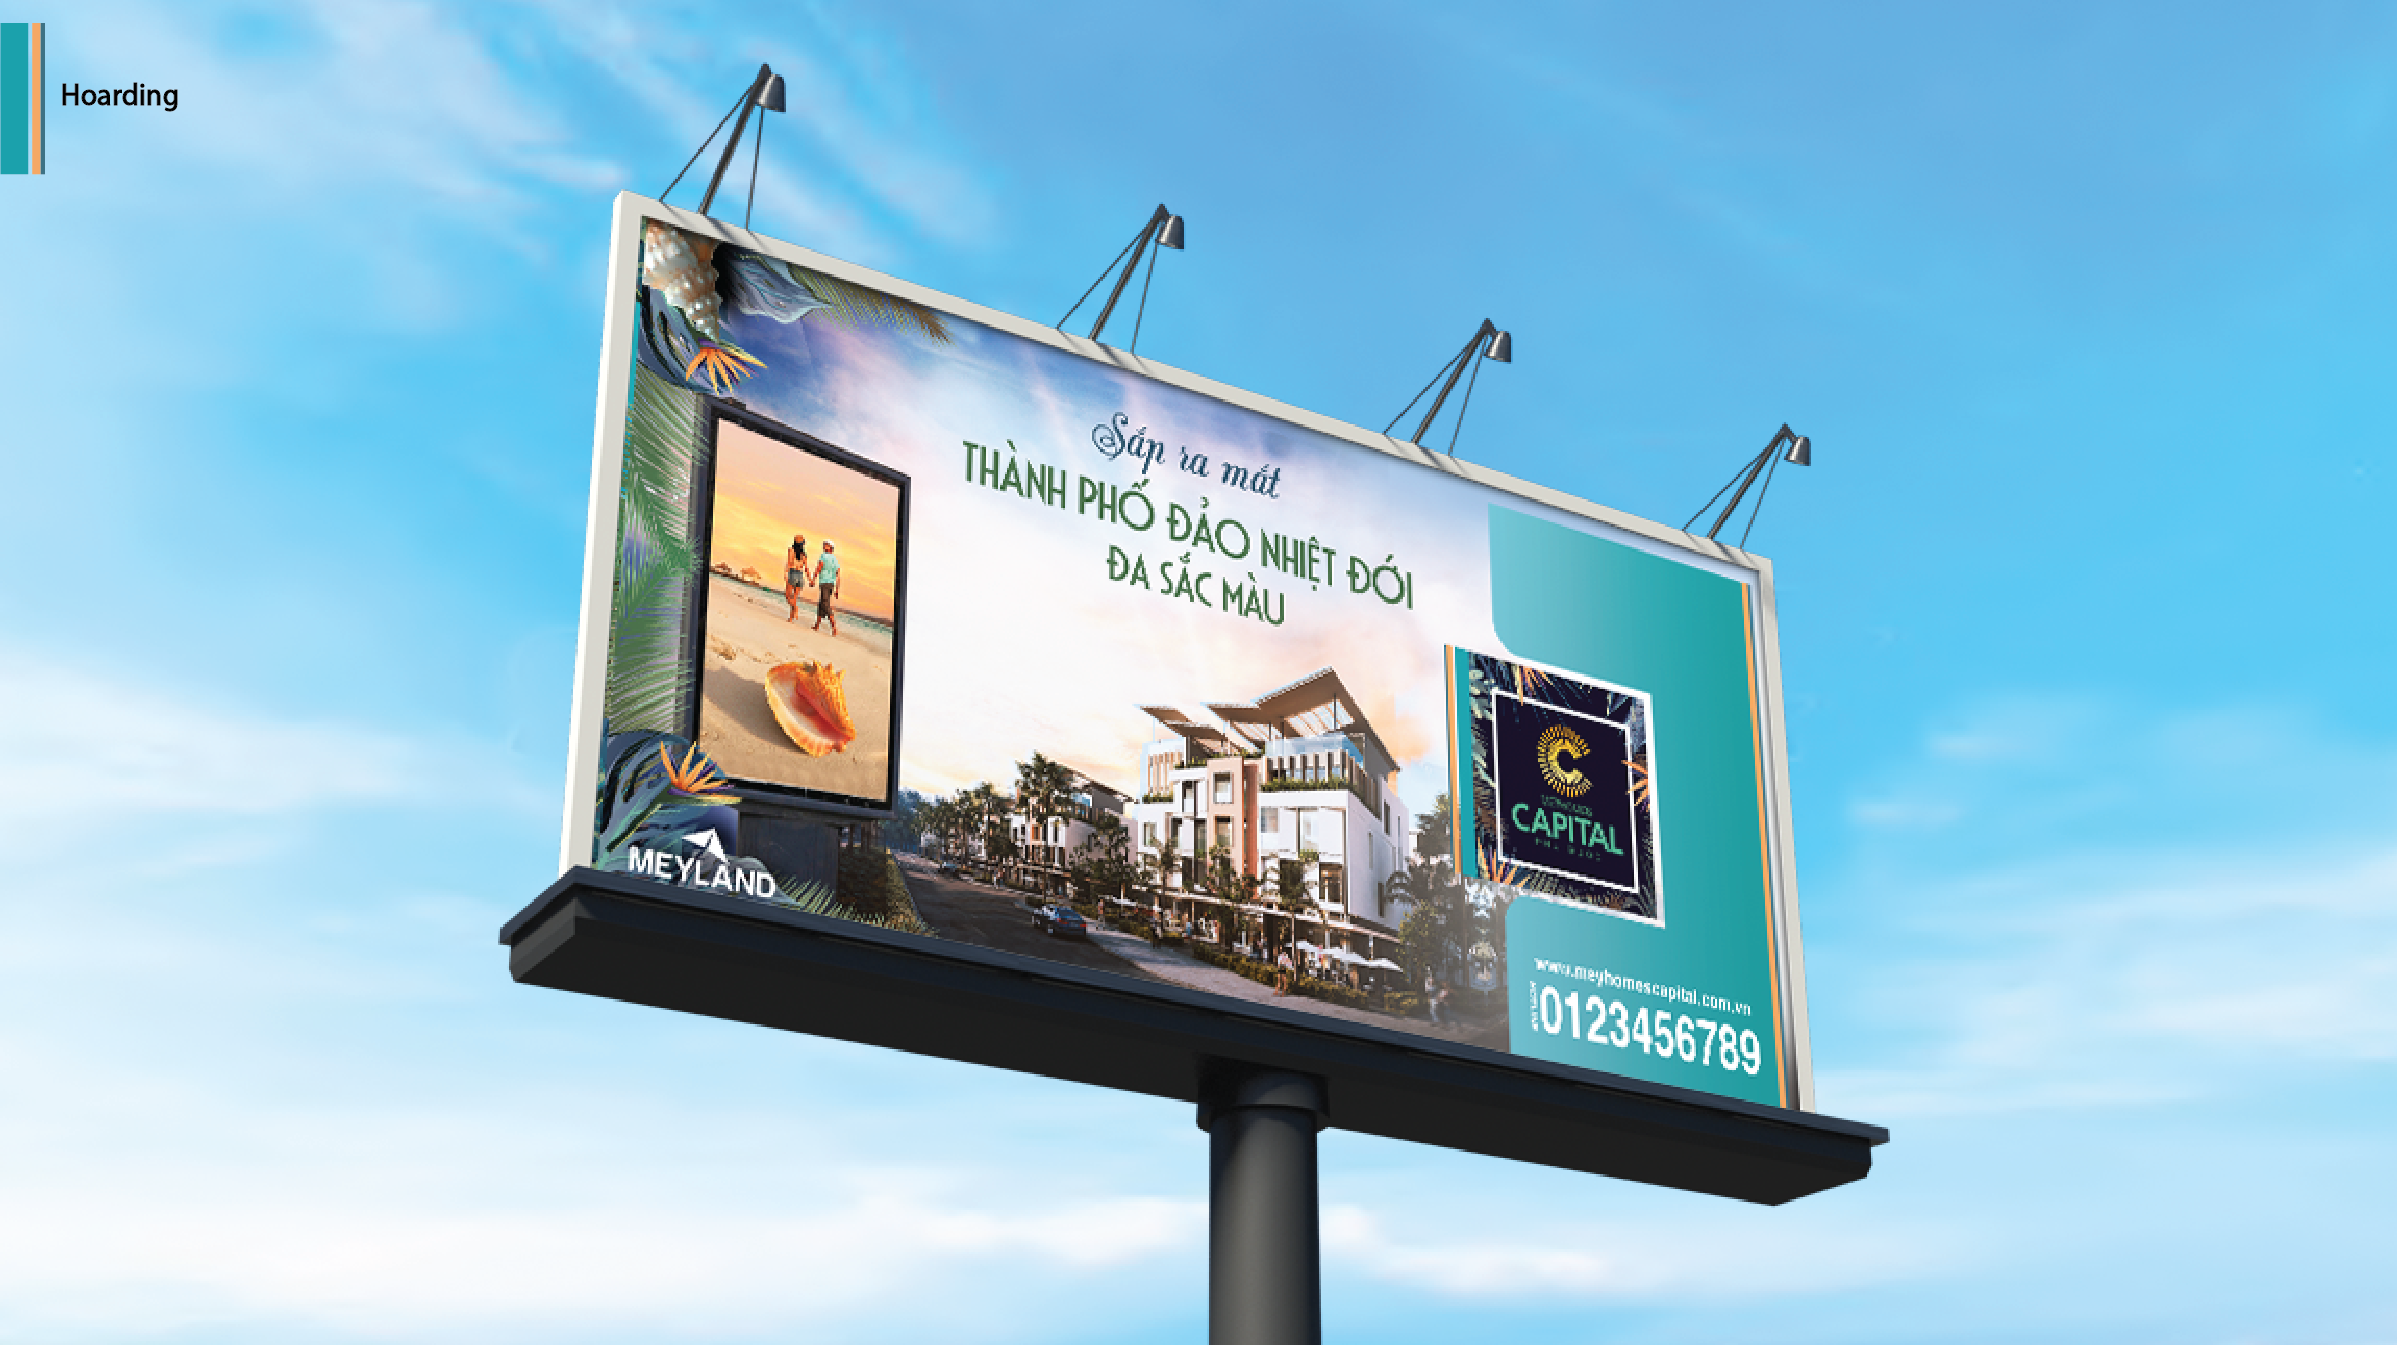 Hoarding
Sắp ra mắt
THÀNH PHỐ ĐẢO NHIỆT ĐỚI
ĐA SẮC MÀU
CAPITAL
MEYLAND
www.meyhomescapital.com.vn
0123456789